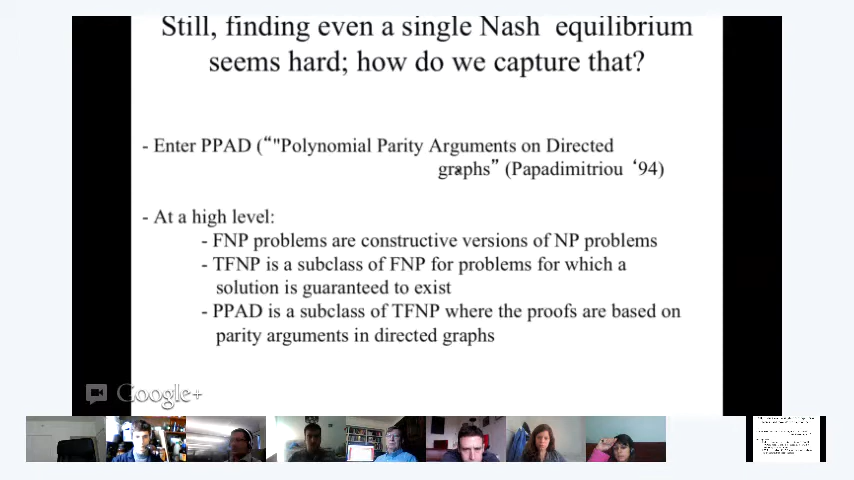 Still, finding even a single Nash equilibrium
seems hard; how do we capture that?
- Enter PPAD (“"Polynomial Parity Arguments on Directed
graphs” (Papadimitriou ‘94)
- At a high level:
- FNP problems are constructive versions of NP problems
- TFNP is a subclass of FNP for problems for which a
solution is guaranteed to exist
- PPAD is a subclass of TFNP where the proofs are based on
parity arguments in directed graphs
Google+